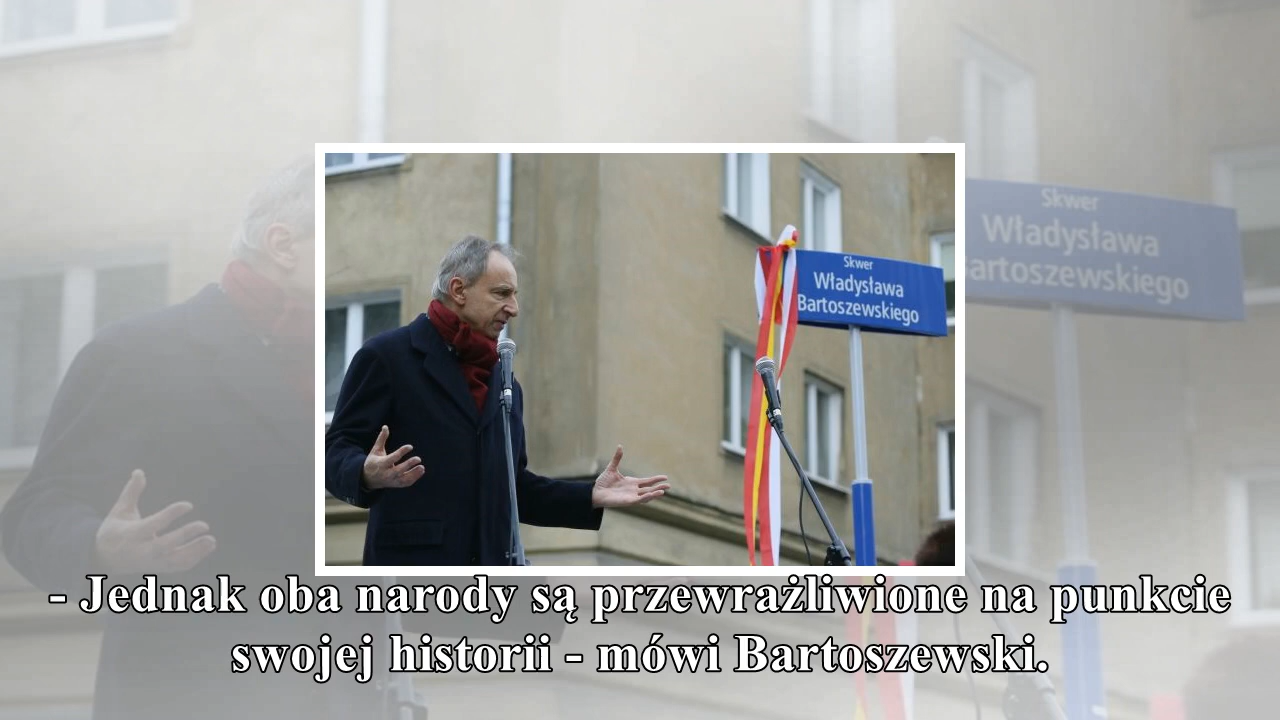 Skwer
Władysława
Bartoszewskiego
Skwer
Władysława
artoszewskiego
- Jednak oba narody są przewrażliwione na punkcie
swojej historii - mówi Bartoszewski.